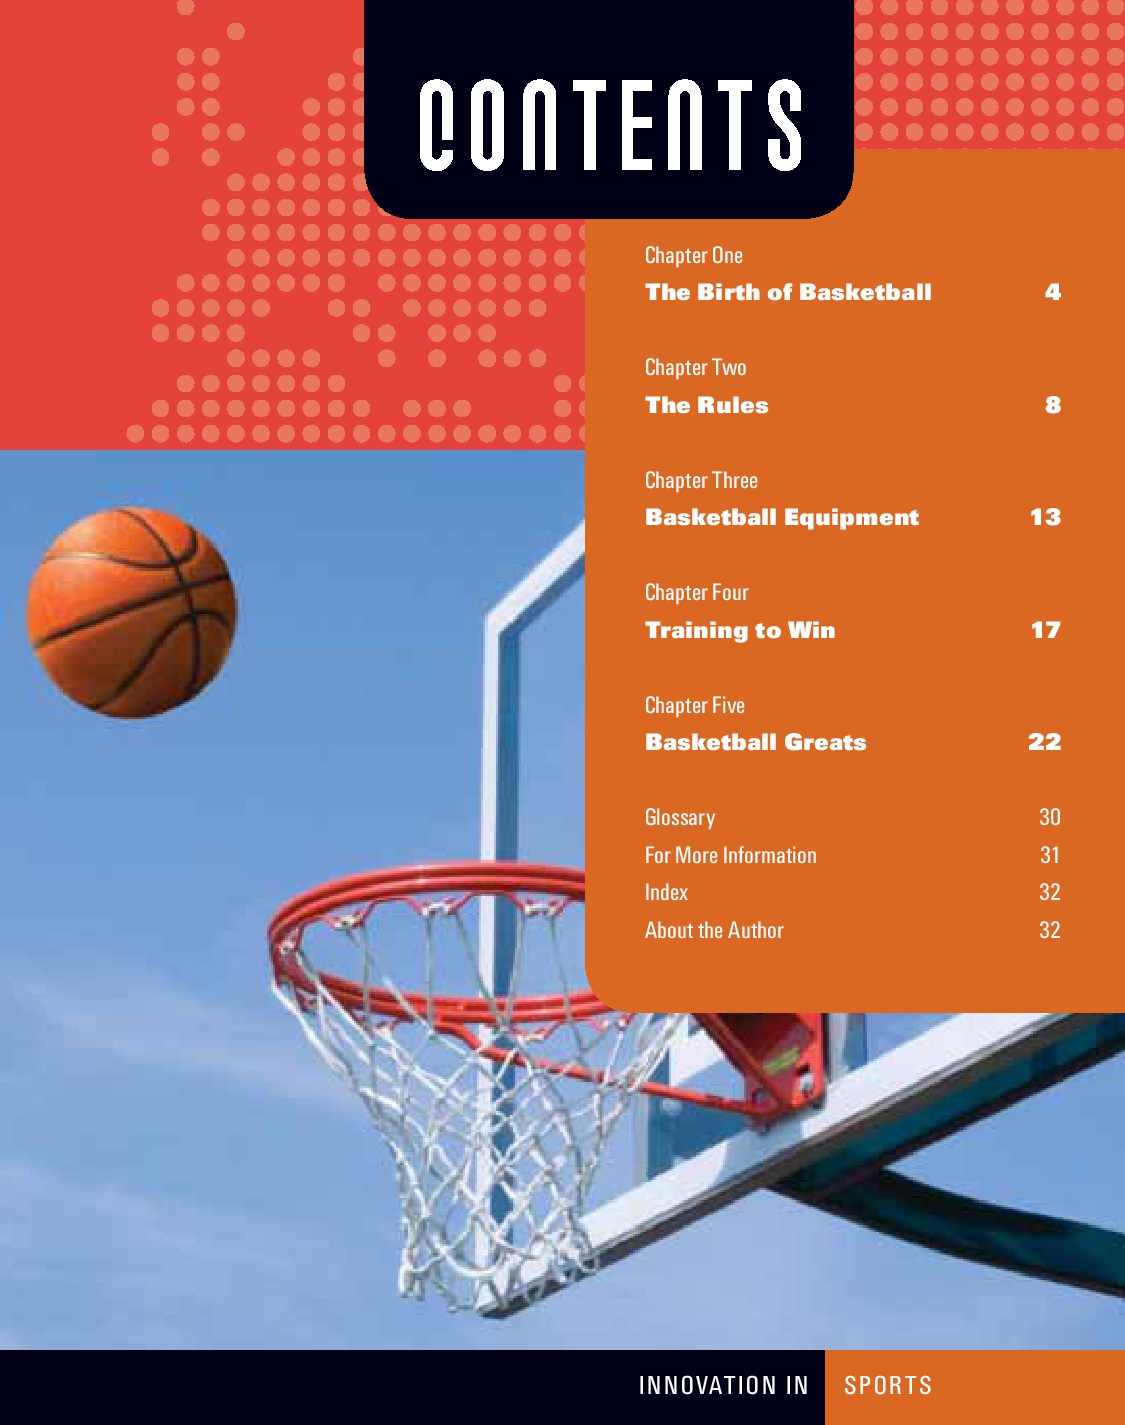 CONTENTS
Chapter One
The Birth of Basketball 4
Chapter Two
The Rules 8
Chapter Three
Basketball Equipment 13
Chapter Four
Training to Win 17
Chapter Five
Basketball Greats 22
Glossary 30
For More Information 31
Index 32
About the Author 32
INNOVATION IN SPORTS